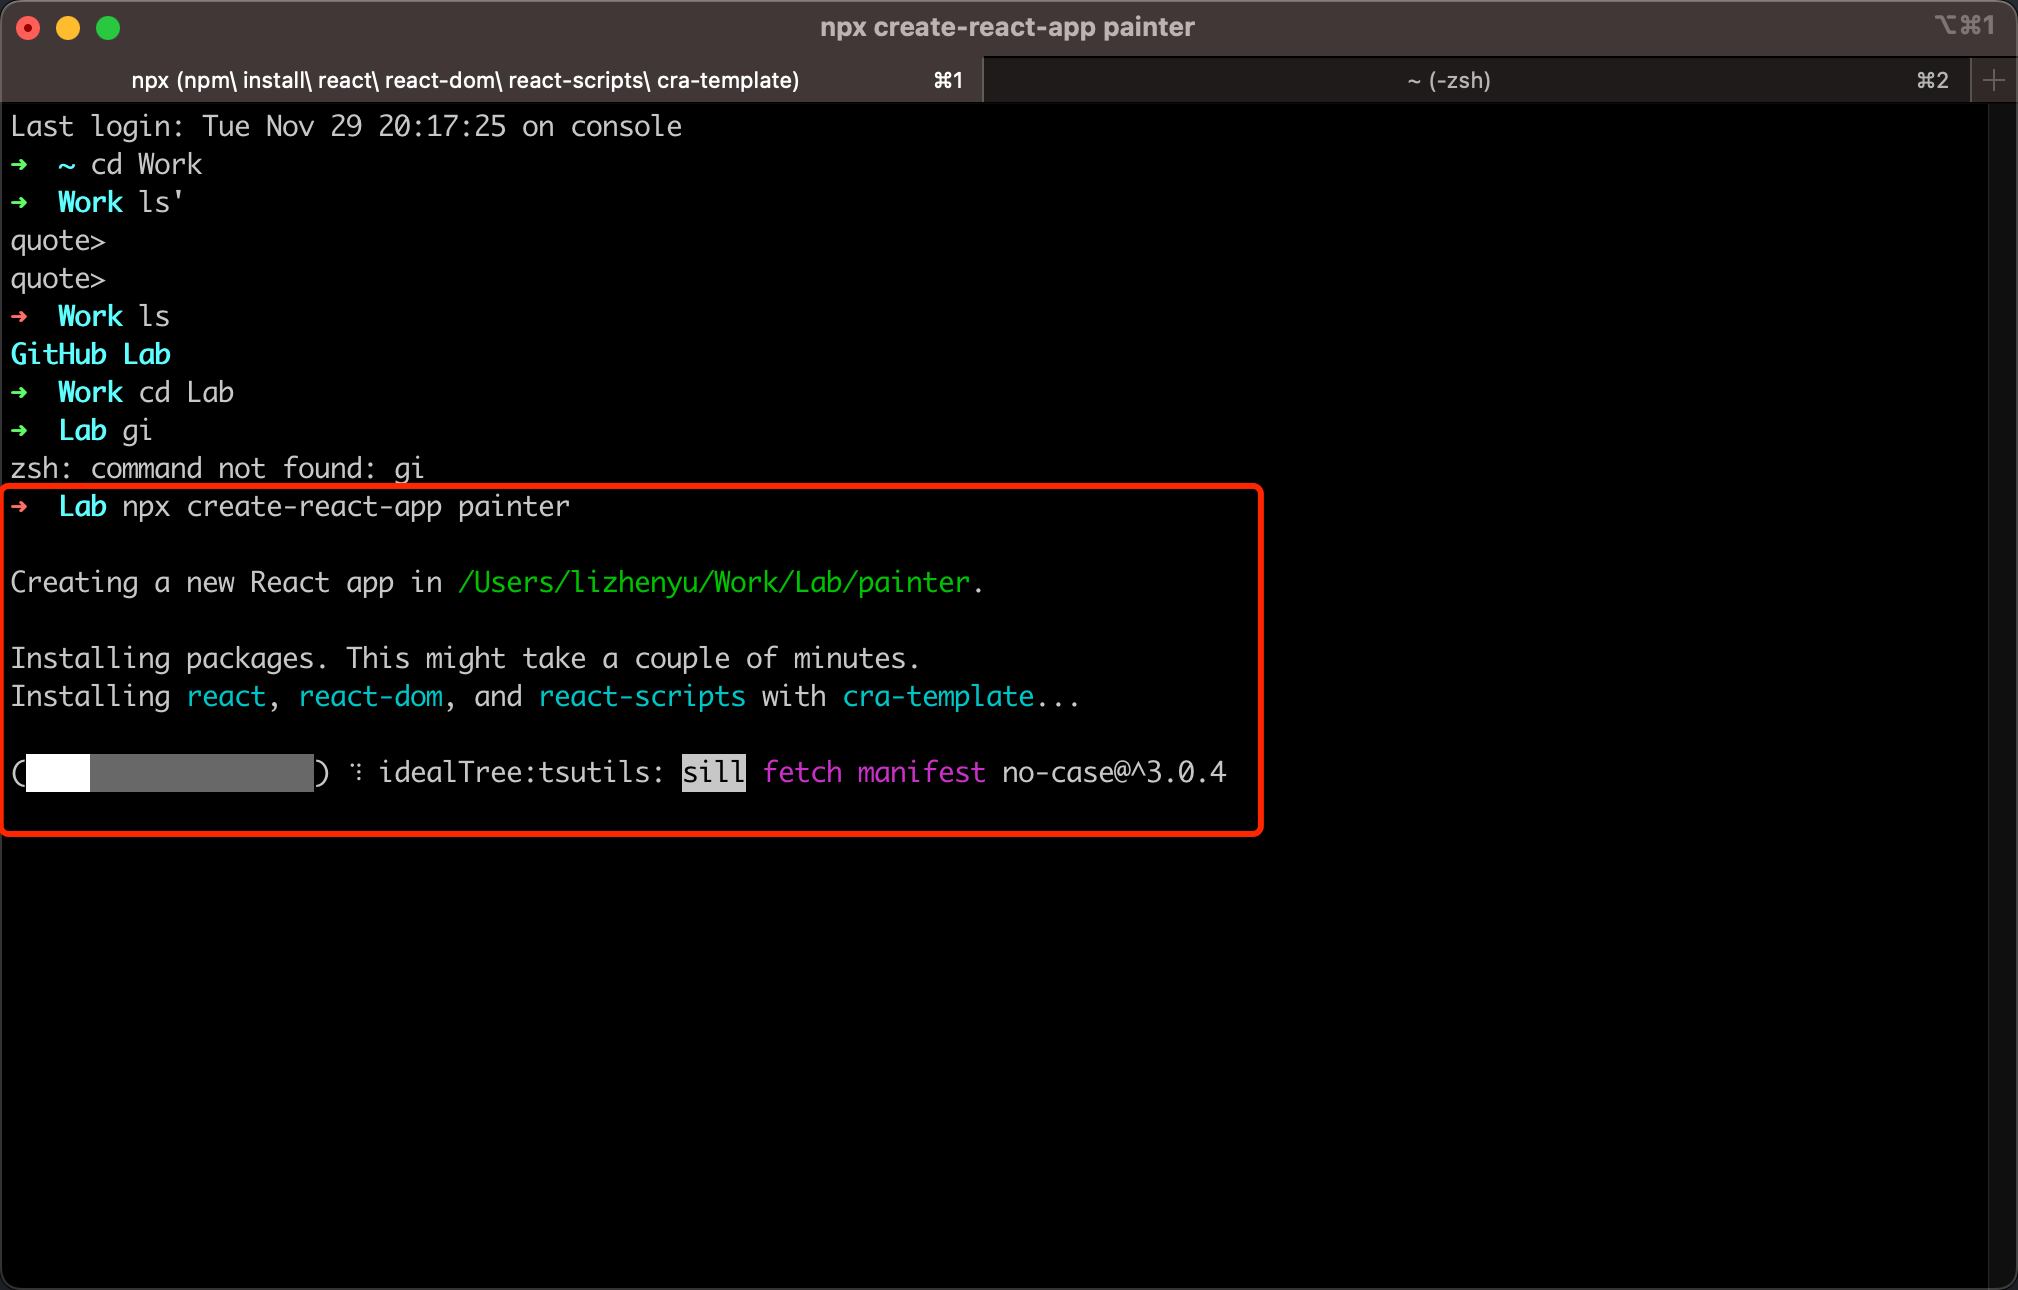 npx create-react-app painter ⌥⌘1
npx (npm\ install\ react\ react-dom\ react-scripts\ cra-template) ⌘1 ~ (-zsh) ⌘2 +
Last login: Tue Nov 29 20:17:25 on console
➜ ~ cd Work
➜ Work ls'
quote>
quote>
➜ Work ls
GitHub Lab
➜ Work cd Lab
➜ Lab gi
zsh: command not found: gi
➜ Lab npx create-react-app painter
Creating a new React app in /Users/lizhenyu/Work/Lab/painter.
Installing packages. This might take a couple of minutes.
Installing react, react-dom, and react-scripts with cra-template...
( ) ⠹ idealTree:tsutils: sill fetch manifest no-case@^3.0.4